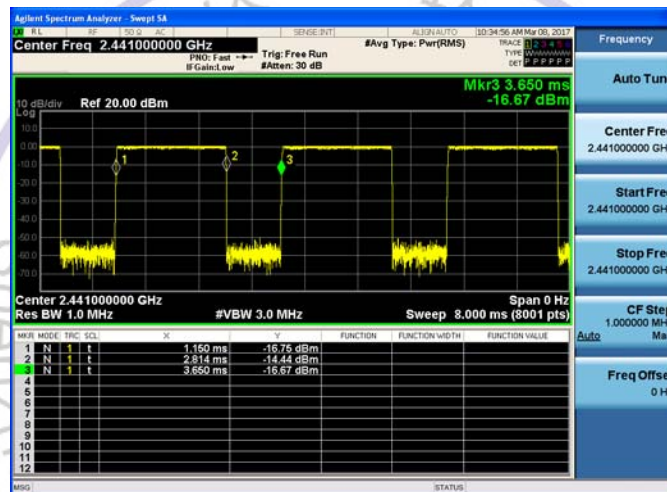 Agilent Spectrum Analyzer - Swept SA
RL RF 50 Ω AC SENSE:INT ALIGN AUTO 10:34:56 AM Mar 08, 2017
Center Freq 2.441000000 GHz
PNO: Fast
IFGain:Low
Trig: Free Run
#Atten: 30 dB
#Avg Type: Pwr(RMS)
TRACE 1 2 3 4 5 6
TYPE
DET P P P P P P
Mkr3 3.650 ms
-16.67 dBm
10 dB/div Ref 20.00 dBm
Log
10.0
0.00
-10.0
-20.0
-30.0
-40.0
-50.0
-60.0
-70.0
1
2
3
Center 2.441000000 GHz Span 0 Hz
Res BW 1.0 MHz #VBW 3.0 MHz Sweep 8.000 ms (8001 pts)
MKR MODE TRC SCL X Y FUNCTION FUNCTION WIDTH FUNCTION VALUE
1 N 1 t 1.150 ms -16.75 dBm
2 N 1 t 2.814 ms -14.44 dBm
3 N 1 t 3.650 ms -16.67 dBm
4
5
6
7
8
9
10
11
12
MSG STATUS
Frequency
Auto Tun
Center Fre
2.441000000 GH
Start Fre
2.441000000 GH
Stop Fre
2.441000000 GH
CF Step
1.000000 MH
Auto Ma
Freq Offse
0 H